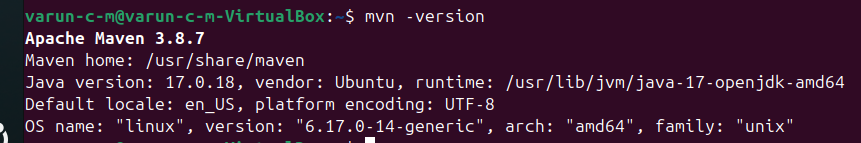 varun-c-m@varun-c-m-VirtualBox:~$ mvn -version
Apache Maven 3.8.7
Maven home: /usr/share/maven
Java version: 17.0.18, vendor: Ubuntu, runtime: /usr/lib/jvm/java-17-openjdk-amd64
Default locale: en_US, platform encoding: UTF-8
OS name: "linux", version: "6.17.0-14-generic", arch: "amd64", family: "unix"